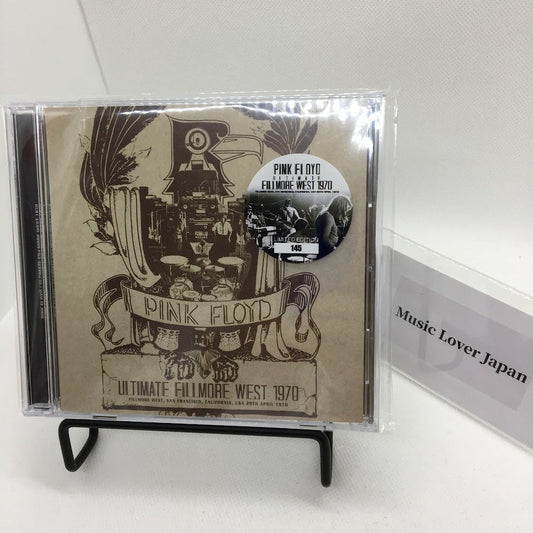 PINK FLOYD
ULTIMATE
FILLMORE WEST 1970
LIMITED EDITION
145
PINK FLOYD
ULTIMATE FILLMORE WEST 1970
FILLMORE WEST, SAN FRANCISCO, CALIFORNIA, USA 29TH APRIL 1970
Music Lover Japan